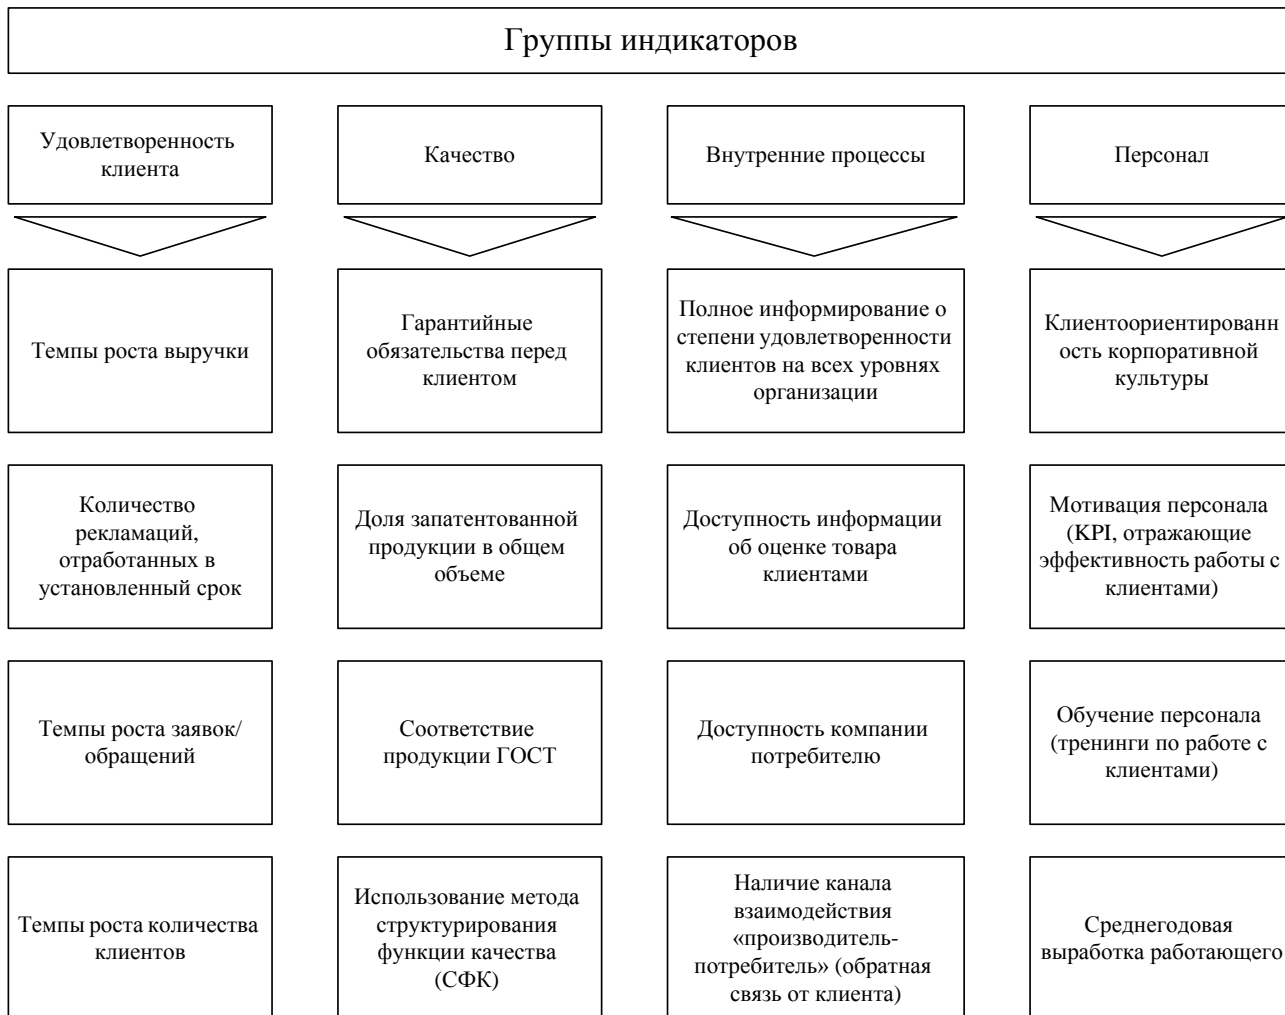 Группы индикаторов
Удовлетворенность
клиента
Качество
Внутренние процессы
Персонал
Темпы роста выручки
Гарантийные
обязательства перед
клиентом
Полное информирование о
степени удовлетворенности
клиентов на всех уровнях
организации
Клиентоориентированн
ость корпоративной
культуры
Количество
рекламаций,
отработанных в
установленный срок
Доля запатентованной
продукции в общем
объеме
Доступность информации
об оценке товара
клиентами
Мотивация персонала
(KPI, отражающие
эффективность работы с
клиентами)
Темпы роста заявок/
обращений
Соответствие
продукции ГОСТ
Доступность компании
потребителю
Обучение персонала
(тренинги по работе с
клиентами)
Темпы роста количества
клиентов
Использование метода
структурирования
функции качества
(СФК)
Наличие канала
взаимодействия
«производитель-
потребитель» (обратная
связь от клиента)
Среднегодовая
выработка работающего